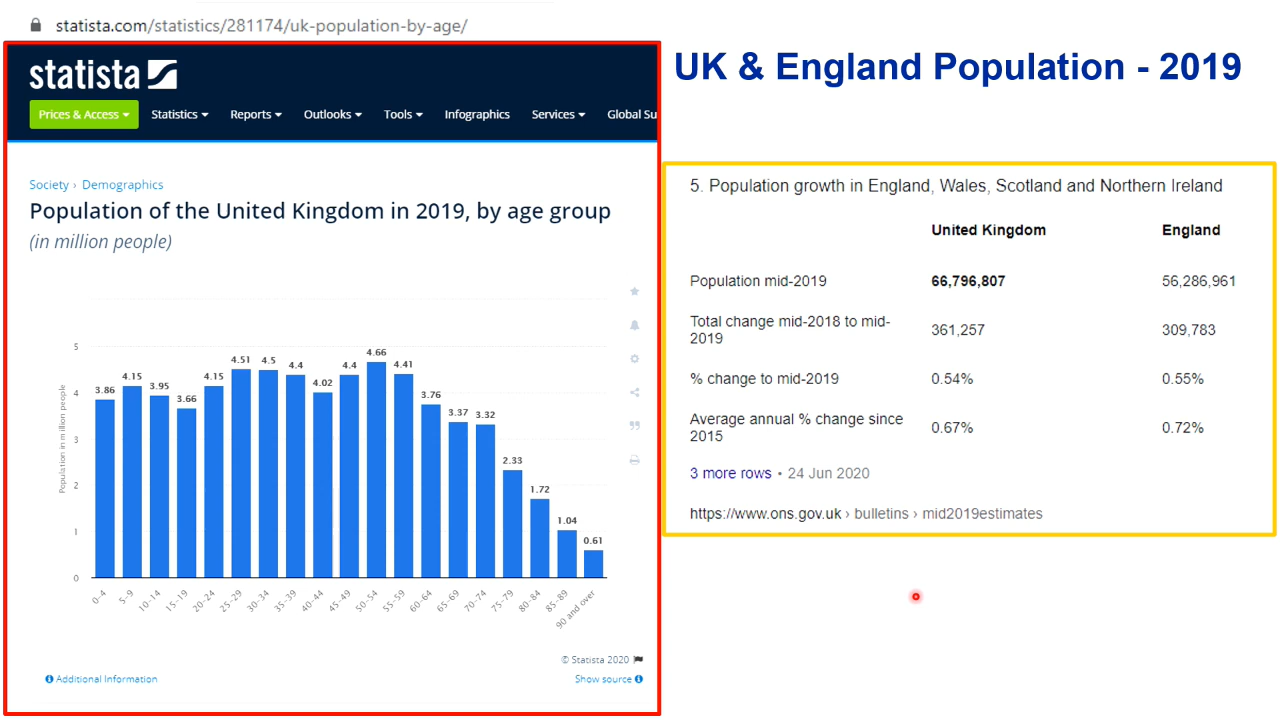 statista.com/statistics/281174/uk-population-by-age/
statista
Prices & Access
Statistics
Reports
Outlooks
Tools
Infographics
Services
Global Su
Society › Demographics
Population of the United Kingdom in 2019, by age group
(in million people)
Population in million people
5
4
3
2
1
0
3.86
4.15
3.95
3.66
4.15
4.51
4.5
4.4
4.02
4.4
4.66
4.41
3.76
3.37
3.32
2.33
1.72
1.04
0.61
0-4
5-9
10-14
15-19
20-24
25-29
30-34
35-39
40-44
45-49
50-54
55-59
60-64
65-69
70-74
75-79
80-84
85-89
90 and over
© Statista 2020
Additional Information
Show source
UK & England Population - 2019
5. Population growth in England, Wales, Scotland and Northern Ireland
United Kingdom England
Population mid-2019 66,796,807 56,286,961
Total change mid-2018 to mid-
2019 361,257 309,783
% change to mid-2019 0.54% 0.55%
Average annual % change since
2015 0.67% 0.72%
3 more rows • 24 Jun 2020
https://www.ons.gov.uk › bulletins › mid2019estimates